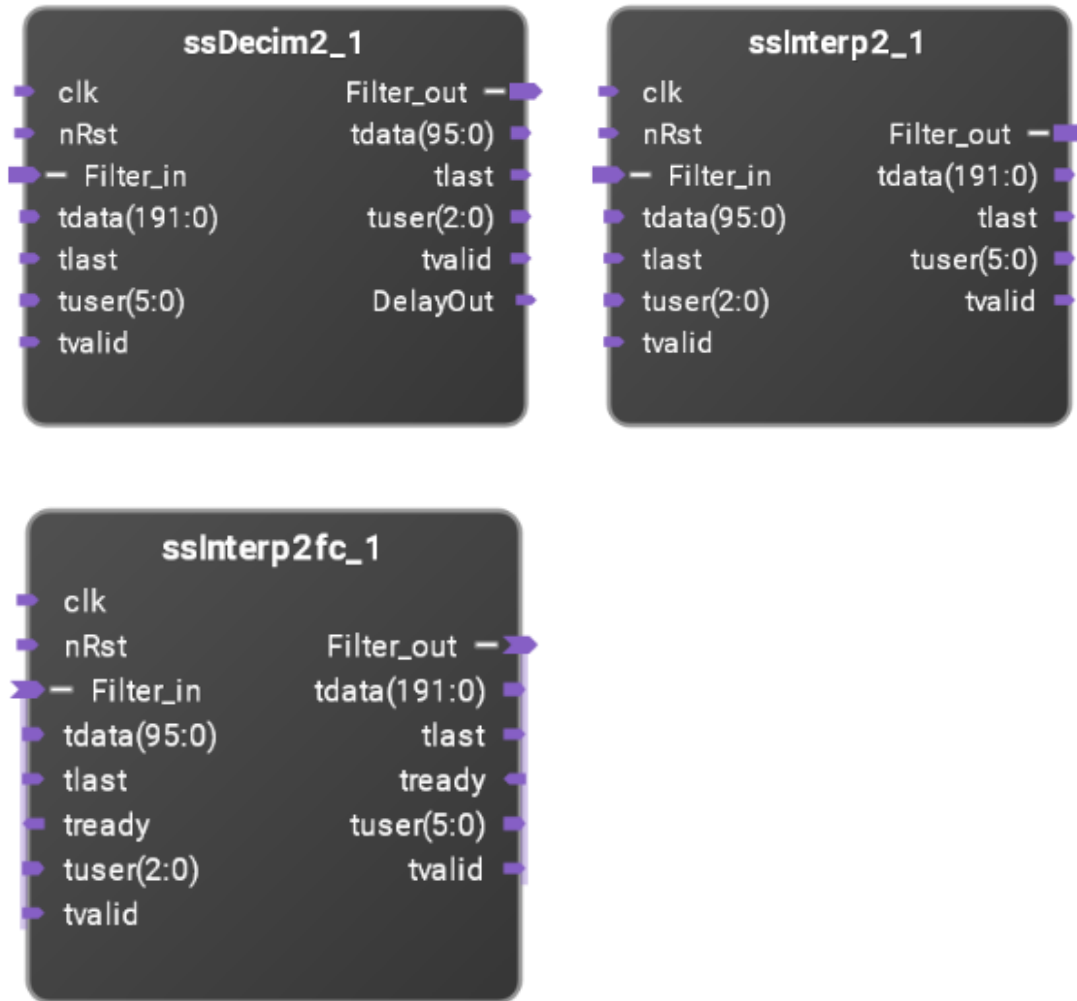 ssDecim2_1
clk
Filter_out
nRst
tdata(95:0)
Filter_in
tlast
tdata(191:0)
tuser(2:0)
tlast
tvalid
tuser(5:0)
DelayOut
tvalid
ssInterp2_1
clk
nRst
Filter_out
Filter_in
tdata(191:0)
tdata(95:0)
tlast
tlast
tuser(5:0)
tuser(2:0)
tvalid
tvalid
ssInterp2fc_1
clk
nRst
Filter_out
Filter_in
tdata(191:0)
tdata(95:0)
tlast
tlast
tready
tready
tuser(5:0)
tuser(2:0)
tvalid
tvalid